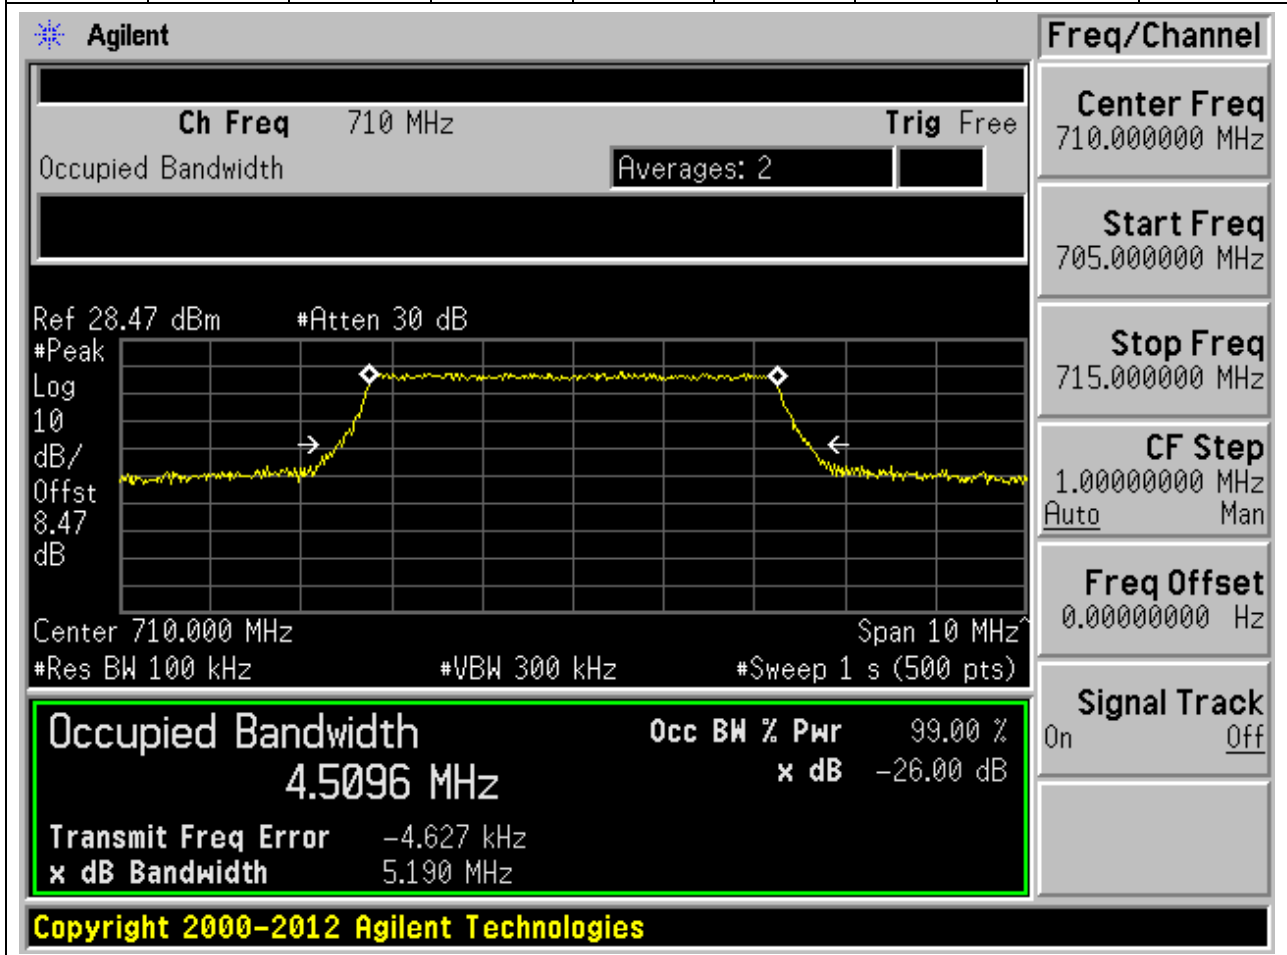 Agilent
Freq/Channel
Ch Freq 710 MHz Trig Free
Occupied Bandwidth Averages: 2
Center Freq
710.000000 MHz
Start Freq
705.000000 MHz
Stop Freq
715.000000 MHz
CF Step
1.00000000 MHz
Auto Man
Freq Offset
0.00000000 Hz
Signal Track
On Off
Ref 28.47 dBm #Atten 30 dB
#Peak
Log
10
dB/
Offst
8.47
dB
Center 710.000 MHz Span 10 MHz^
#Res BW 100 kHz #VBW 300 kHz #Sweep 1 s (500 pts)
Occupied Bandwidth Occ BW % Pwr 99.00 %
4.5096 MHz x dB -26.00 dB
Transmit Freq Error -4.627 kHz
x dB Bandwidth 5.190 MHz
Copyright 2000-2012 Agilent Technologies